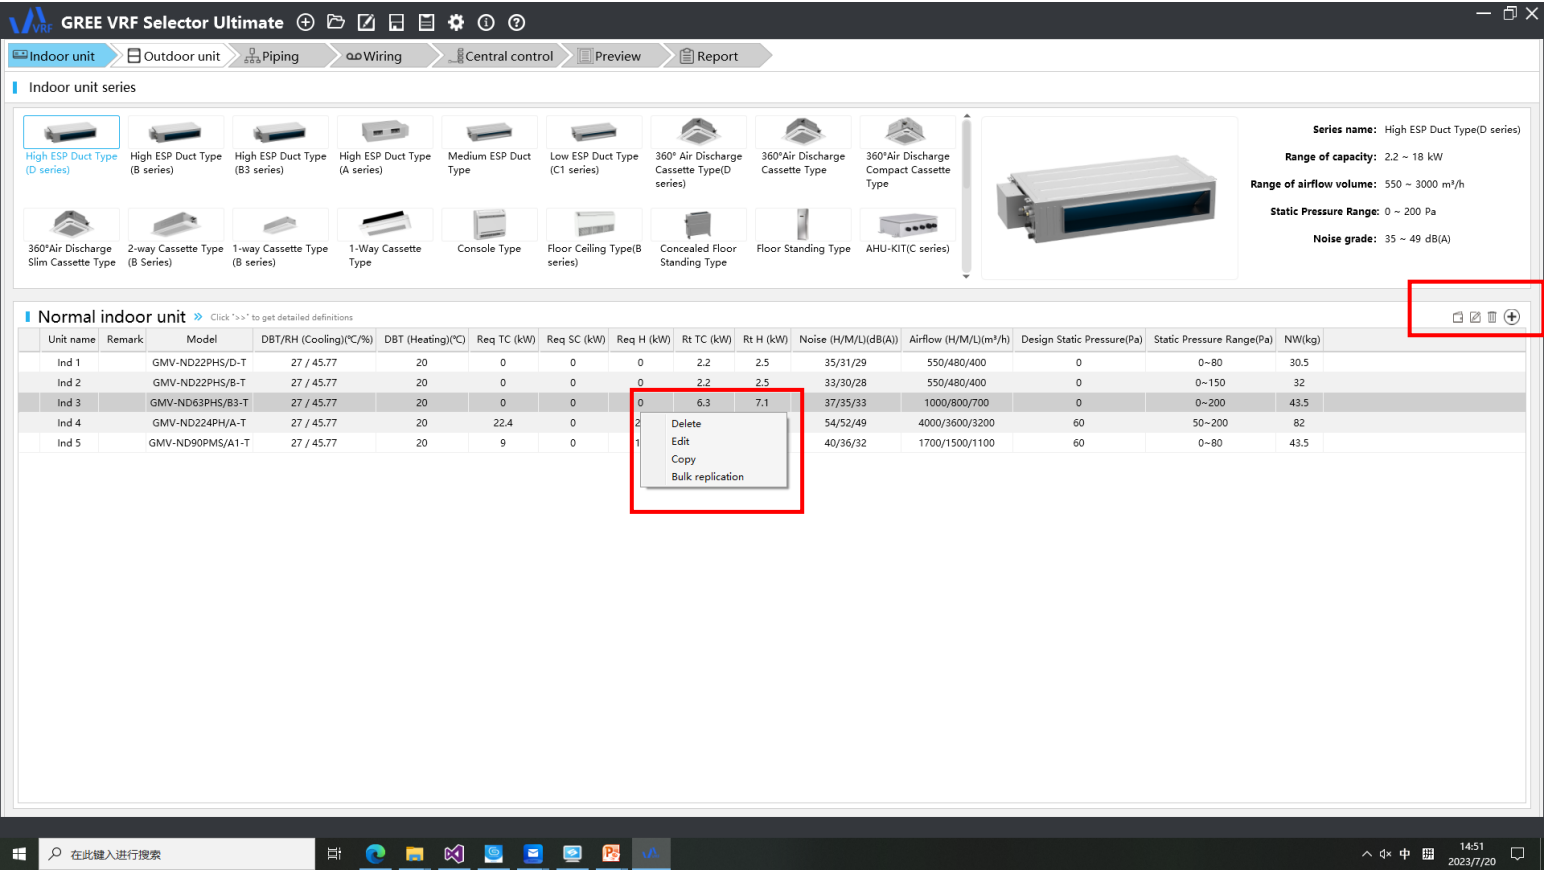 VRF GREE VRF Selector Ultimate
Indoor unit Outdoor unit Piping Wiring Central control Preview Report
Indoor unit series
High ESP Duct Type (D series)
High ESP Duct Type (B series)
High ESP Duct Type (B3 series)
High ESP Duct Type (A series)
Medium ESP Duct Type
Low ESP Duct Type (C1 series)
360° Air Discharge Cassette Type(D series)
360°Air Discharge Cassette Type
360°Air Discharge Compact Cassette Type
360°Air Discharge Slim Cassette Type
2-way Cassette Type (B Series)
1-way Cassette Type (B series)
1-Way Cassette Type
Console Type
Floor Ceiling Type(B series)
Concealed Floor Standing Type
Floor Standing Type
AHU-KIT(C series)
Series name: High ESP Duct Type(D series)
Range of capacity: 2.2 ~ 18 kW
Range of airflow volume: 550 ~ 3000 m³/h
Static Pressure Range: 0 ~ 200 Pa
Noise grade: 35 ~ 49 dB(A)
Normal indoor unit » Click ">>" to get detailed definitions
Unit name Remark Model DBT/RH (Cooling)(℃/%) DBT (Heating)(℃) Req TC (kW) Req SC (kW) Req H (kW) Rt TC (kW) Rt H (kW) Noise (H/M/L)(dB(A)) Airflow (H/M/L)(m³/h) Design Static Pressure(Pa) Static Pressure Range(Pa) NW(kg)
Ind 1 GMV-ND22PHS/D-T 27 / 45.77 20 0 0 0 2.2 2.5 35/31/29 550/480/400 0 0~80 30.5
Ind 2 GMV-ND22PHS/B-T 27 / 45.77 20 0 0 0 2.2 2.5 33/30/28 550/480/400 0 0~150 32
Ind 3 GMV-ND63PHS/B3-T 27 / 45.77 20 0 0 0 6.3 7.1 37/35/33 1000/800/700 0 0~200 43.5
Ind 4 GMV-ND224PH/A-T 27 / 45.77 20 22.4 0 2 54/52/49 4000/3600/3200 60 50~200 82
Ind 5 GMV-ND90PMS/A1-T 27 / 45.77 20 9 0 1 40/36/32 1700/1500/1100 60 0~80 43.5
Delete
Edit
Copy
Bulk replication
在此键入进行搜索
中
14:51
2023/7/20